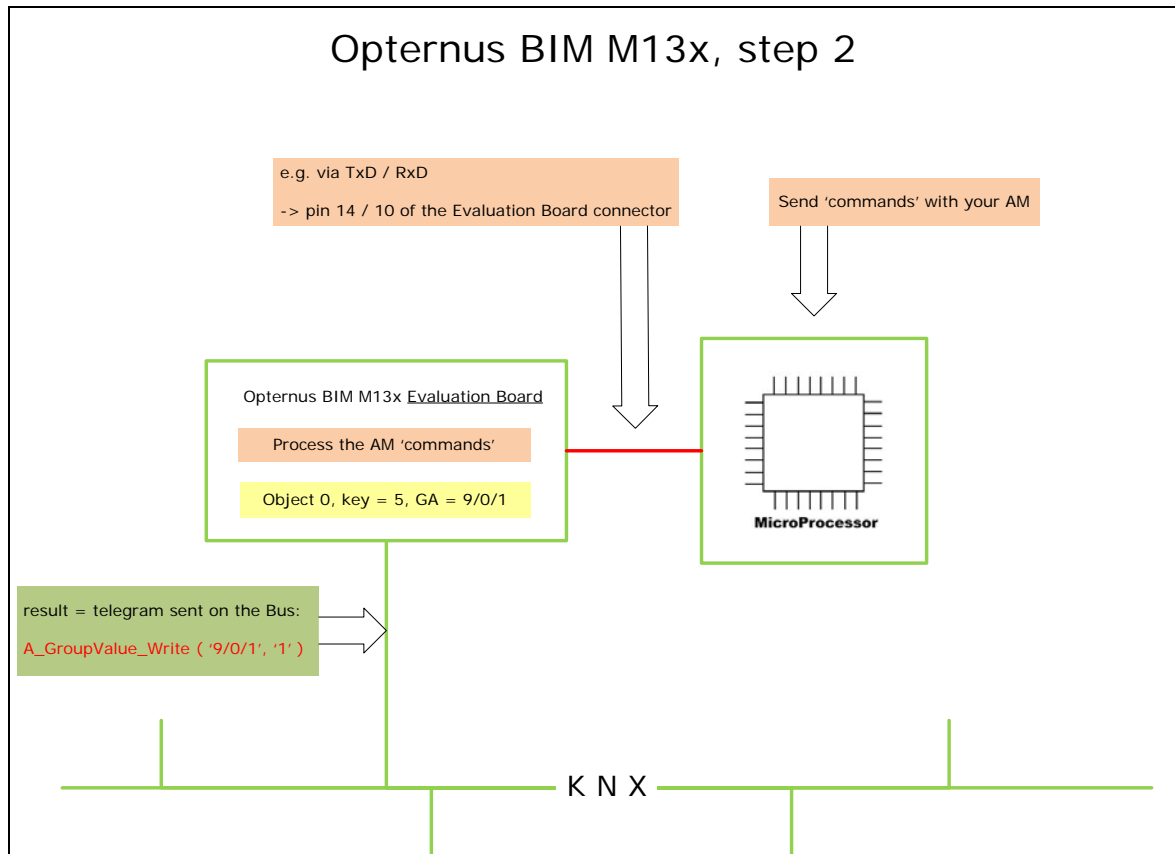 Opternus BIM M13x, step 2
e.g. via TxD / RxD
-> pin 14 / 10 of the Evaluation Board connector
Send ‘commands’ with your AM
Opternus BIM M13x Evaluation Board
Process the AM ‘commands’
Object 0, key = 5, GA = 9/0/1
MicroProcessor
result = telegram sent on the Bus:
A_GroupValue_Write ( ‘9/0/1’, ‘1’ )
K N X